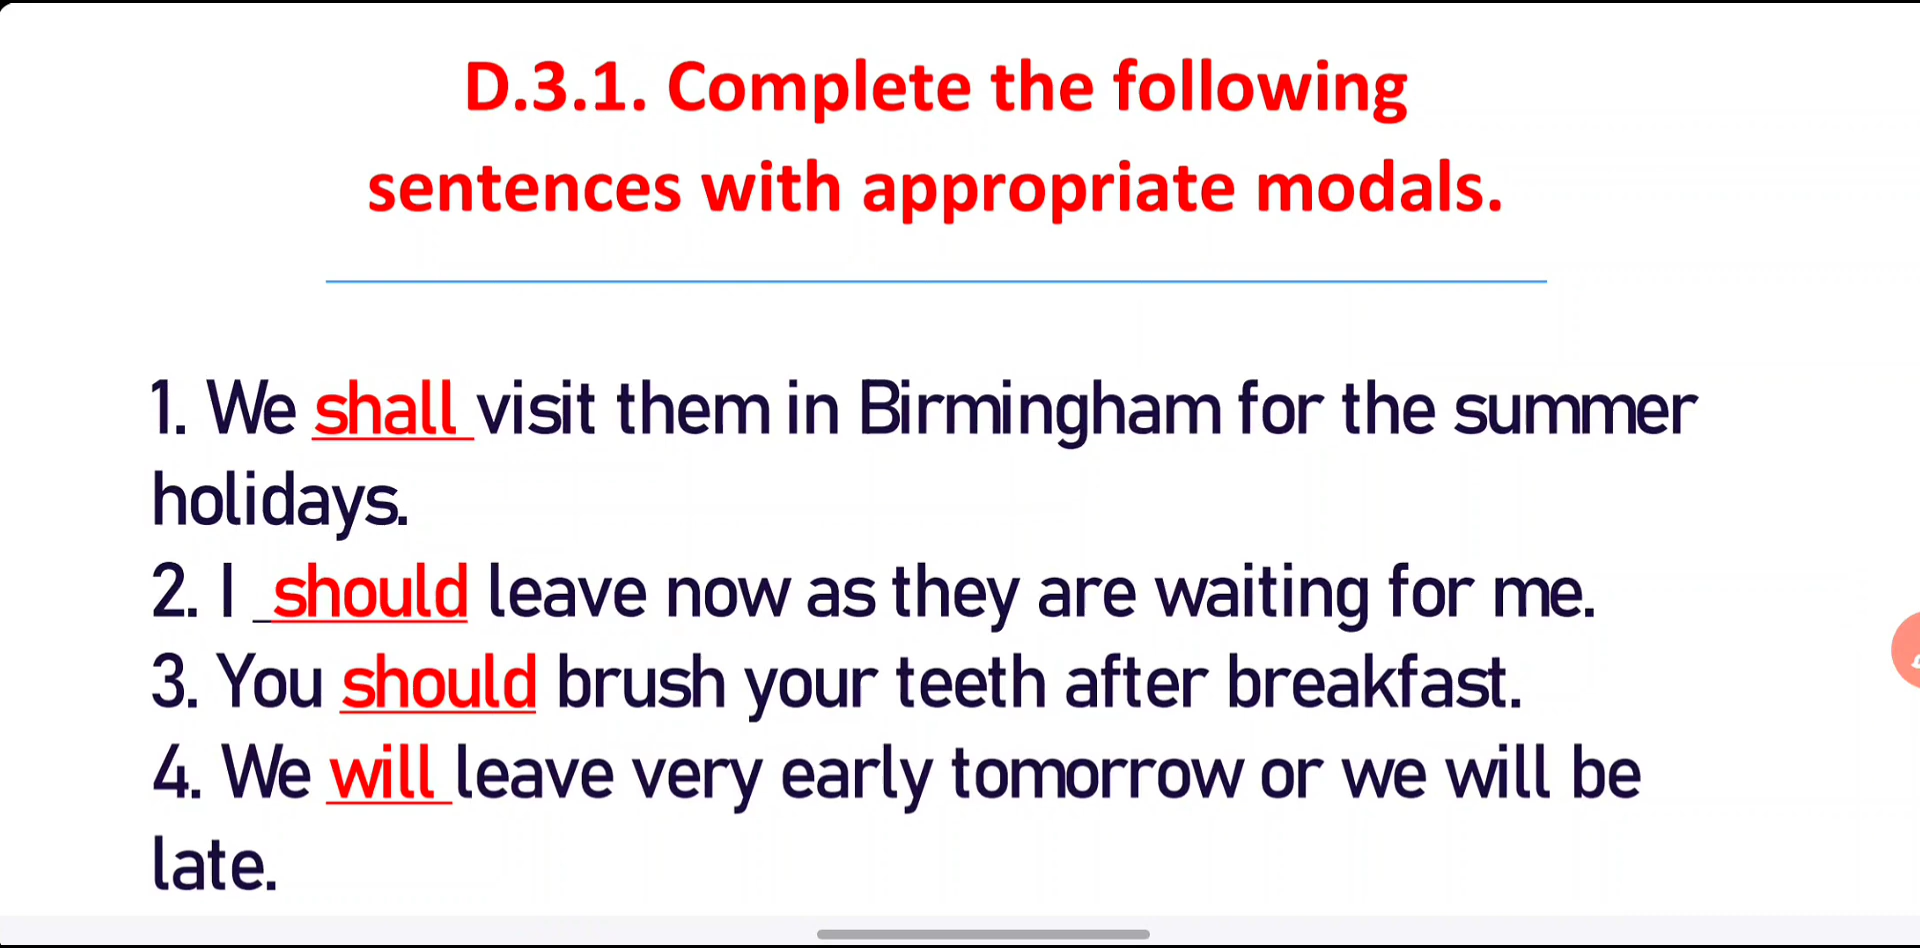 D.3.1. Complete the following
sentences with appropriate modals.
1. We shall visit them in Birmingham for the summer
holidays.
2. I _should leave now as they are waiting for me.
3. You should brush your teeth after breakfast.
4. We will leave very early tomorrow or we will be
late.